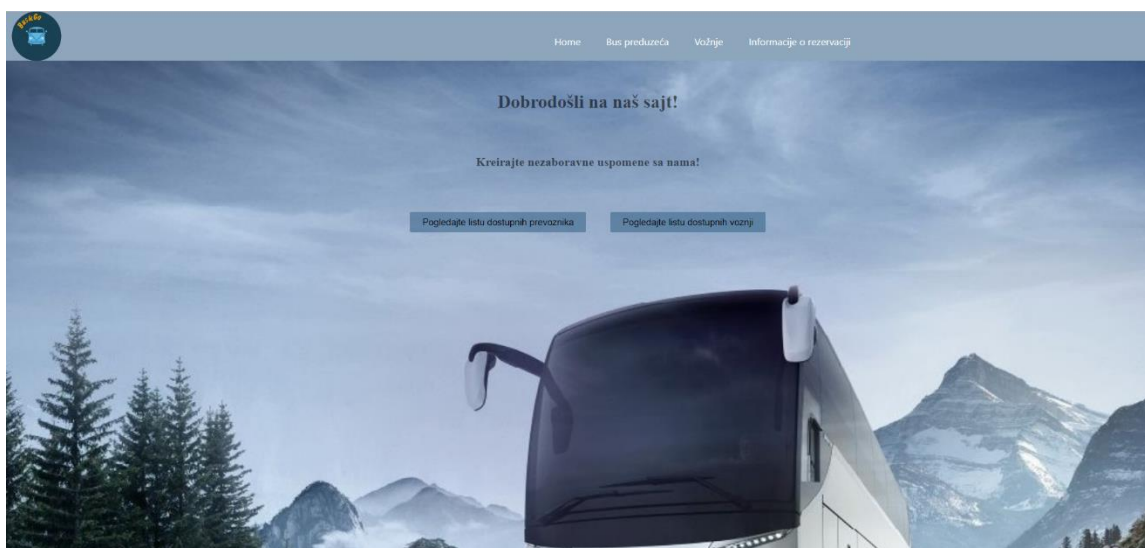 Home Bus preduzeća Vožnje Informacije o rezervaciji
Dobrodošli na naš sajt!
Kreirajte nezaboravne uspomene sa nama!
Pogledajte listu dostupnih prevoznika Pogledajte listu dostupnih voznji